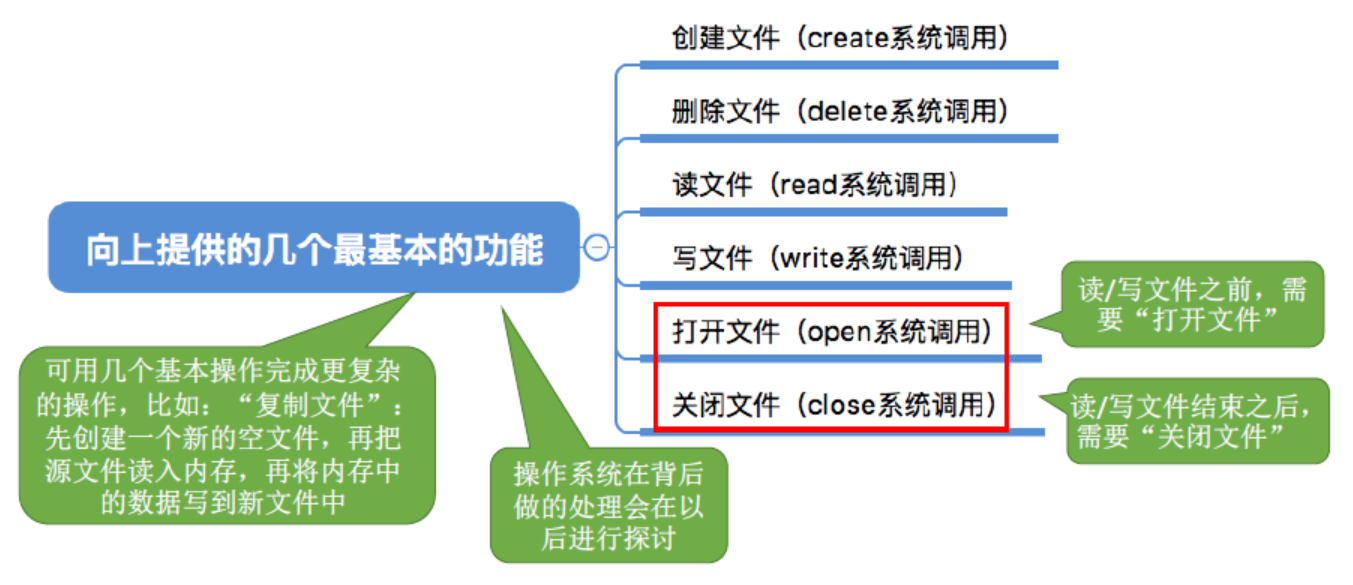 创建文件（create系统调用）
删除文件（delete系统调用）
读文件（read系统调用）
向上提供的几个最基本的功能
写文件（write系统调用）
打开文件（open系统调用）
关闭文件（close系统调用）
读/写文件之前，需
要“打开文件”
读/写文件结束之后，
需要“关闭文件”
可用几个基本操作完成更复杂
的操作，比如：“复制文件”：
先创建一个新的空文件，再把
源文件读入内存，再将内存中
的数据写到新文件中
操作系统在背后
做的处理会在以
后进行探讨